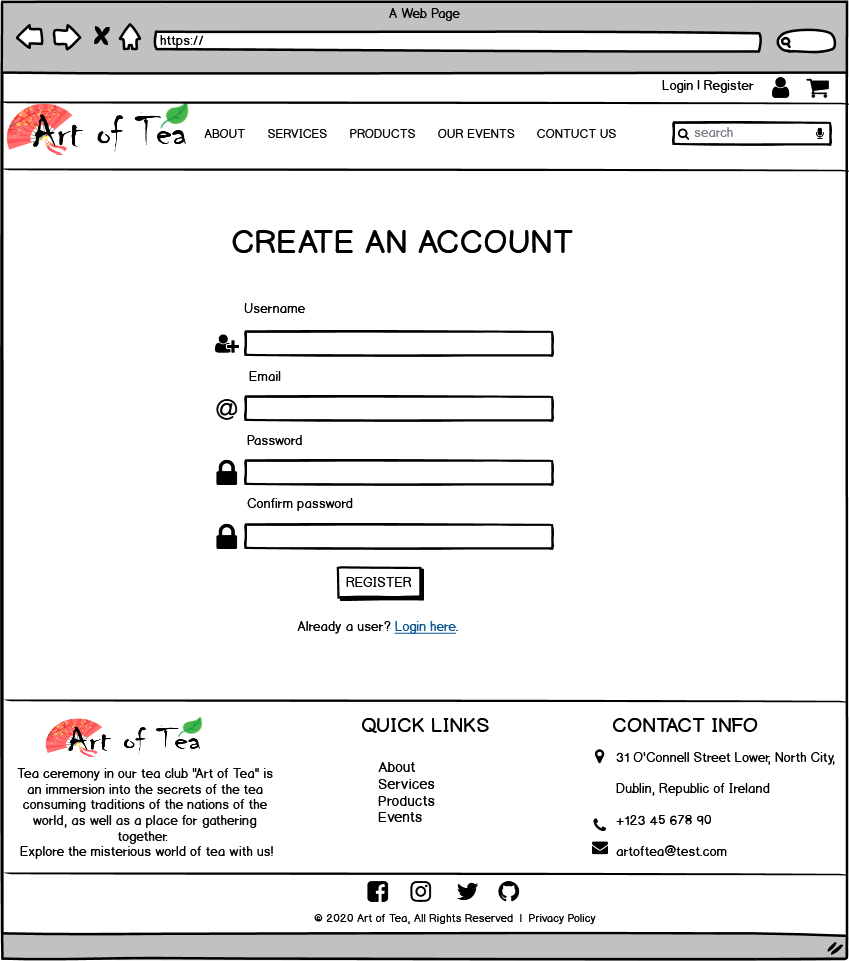 A Web Page
https://
Login | Register
Art of Tea
ABOUT SERVICES PRODUCTS OUR EVENTS CONTUCT US
search
CREATE AN ACCOUNT
Username
Email
@
Password
Confirm password
REGISTER
Already a user? Login here.
Art of Tea
Tea ceremony in our tea club "Art of Tea" is
an immersion into the secrets of the tea
consuming traditions of the nations of the
world, as well as a place for gathering
together.
Explore the misterious world of tea with us!
QUICK LINKS
About
Services
Products
Events
CONTACT INFO
31 O'Connell Street Lower, North City,
Dublin, Republic of Ireland
+123 45 678 90
artoftea@test.com
© 2020 Art of Tea, All Rights Reserved | Privacy Policy